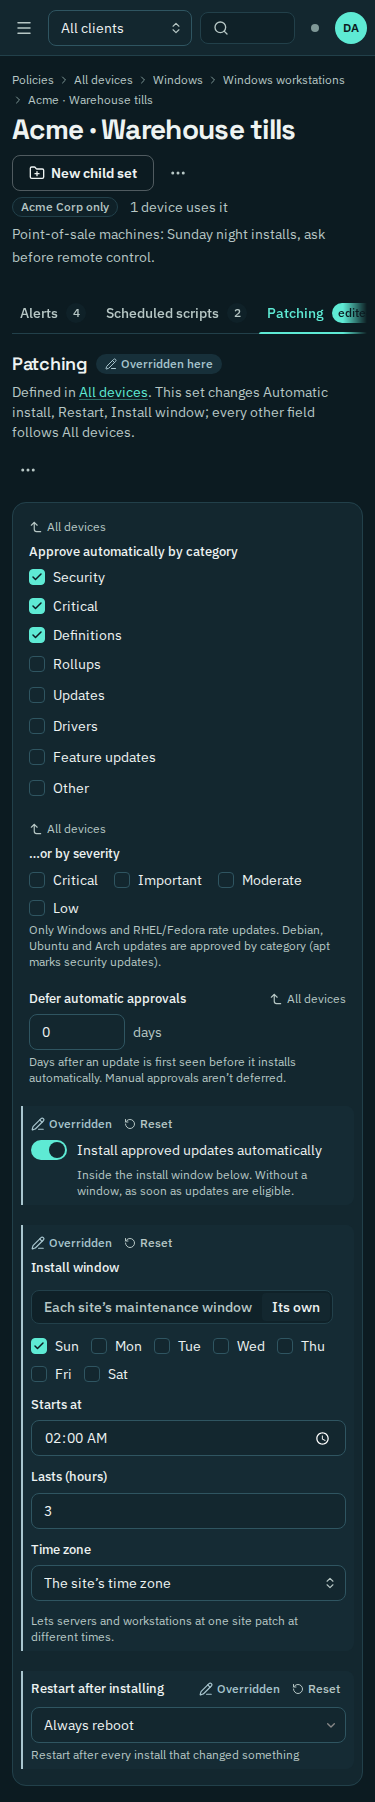 All clients
DA
Policies > All devices > Windows > Windows workstations
> Acme · Warehouse tills
Acme · Warehouse tills
New child set
Acme Corp only 1 device uses it
Point-of-sale machines: Sunday night installs, ask
before remote control.
Alerts 4 Scheduled scripts 2 Patching
Patching Overridden here
Defined in All devices. This set changes Automatic
install, Restart, Install window; every other field
follows All devices.
All devices
Approve automatically by category
Security
Critical
Definitions
Rollups
Updates
Drivers
Feature updates
Other
All devices
...or by severity
Critical Important Moderate
Low
Only Windows and RHEL/Fedora rate updates. Debian,
Ubuntu and Arch updates are approved by category (apt
marks security updates).
Defer automatic approvals All devices
0 days
Days after an update is first seen before it installs
automatically. Manual approvals aren't deferred.
Overridden Reset
Install approved updates automatically
Inside the install window below. Without a
window, as soon as updates are eligible.
Overridden Reset
Install window
Each site's maintenance window Its own
Sun Mon Tue Wed Thu
Fri Sat
Starts at
02:00 AM
Lasts (hours)
3
Time zone
The site's time zone
Lets servers and workstations at one site patch at
different times.
Restart after installing Overridden Reset
Always reboot
Restart after every install that changed something